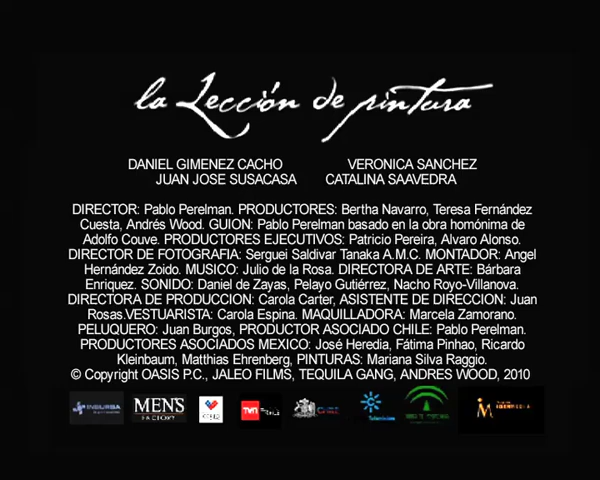 la Lección de pintura
DANIEL GIMENEZ CACHO VERONICA SANCHEZ
JUAN JOSE SUSACASA CATALINA SAAVEDRA
DIRECTOR: Pablo Perelman. PRODUCTORES: Bertha Navarro, Teresa Fernández
Cuesta, Andrés Wood. GUION: Pablo Perelman basado en la obra homónima de
Adolfo Couve. PRODUCTORES EJECUTIVOS: Patricio Pereira, Alvaro Alonso.
DIRECTOR DE FOTOGRAFIA: Serguei Saldivar Tanaka A.M.C. MONTADOR: Angel
Hernández Zoido. MUSICO: Julio de la Rosa. DIRECTORA DE ARTE: Bárbara
Enriquez. SONIDO: Daniel de Zayas, Pelayo Gutiérrez, Nacho Royo-Villanova.
DIRECTORA DE PRODUCCION: Carola Carter, ASISTENTE DE DIRECCION: Juan
Rosas.VESTUARISTA: Carola Espina. MAQUILLADORA: Marcela Zamorano.
PELUQUERO: Juan Burgos, PRODUCTOR ASOCIADO CHILE: Pablo Perelman.
PRODUCTORES ASOCIADOS MEXICO: José Heredia, Fátima Pinhao, Ricardo
Kleinbaum, Matthias Ehrenberg, PINTURAS: Mariana Silva Raggio.
© Copyright OASIS P.C., JALEO FILMS, TEQUILA GANG, ANDRES WOOD, 2010
INBURSA MEN'S FACTORY TVN Televisión IBERMEDIA